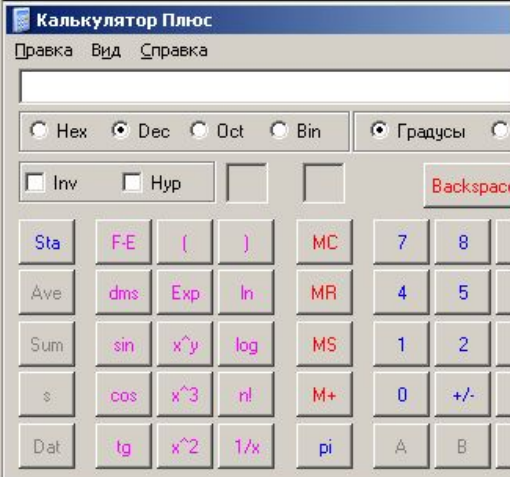 Калькулятор Плюс
Правка Вид Справка
Hex Dec Oct Bin Градусы
Inv Hyp Backspace
Sta F-E ( ) MC 7 8
Ave dms Exp ln MR 4 5
Sum sin x^y log MS 1 2
s cos x^3 n! M+ 0 +/-
Dat tg x^2 1/x pi A B